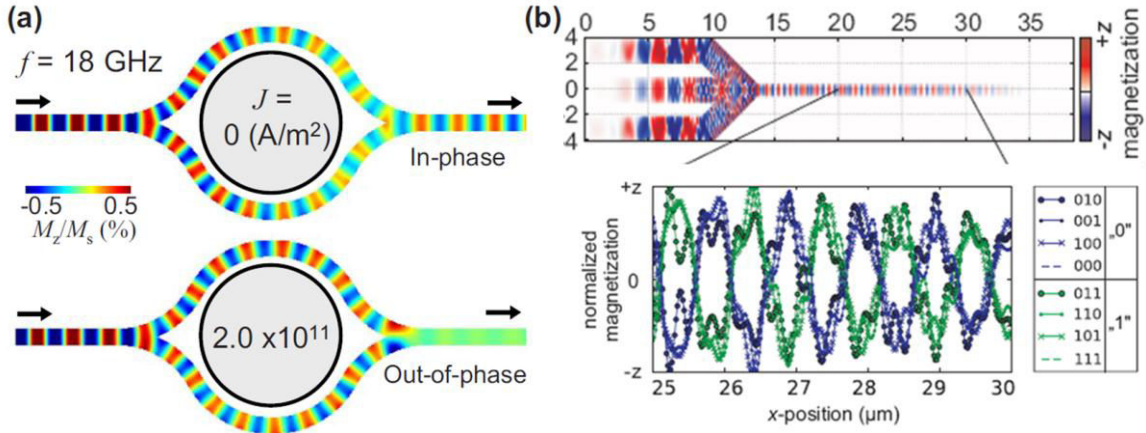 (a)
f = 18 GHz
J =
0 (A/m²)
In-phase
-0.5 0.5
Mz/Ms (%)
2.0 x10¹¹
Out-of-phase
(b)
0 5 10 15 20 25 30 35
4
2
0
2
4
+z
-z
magnetization
+z
0
-z
normalized
magnetization
25 26 27 28 29 30
x-position (µm)
010
001
100
000
„0"
011
110
101
111
„1"